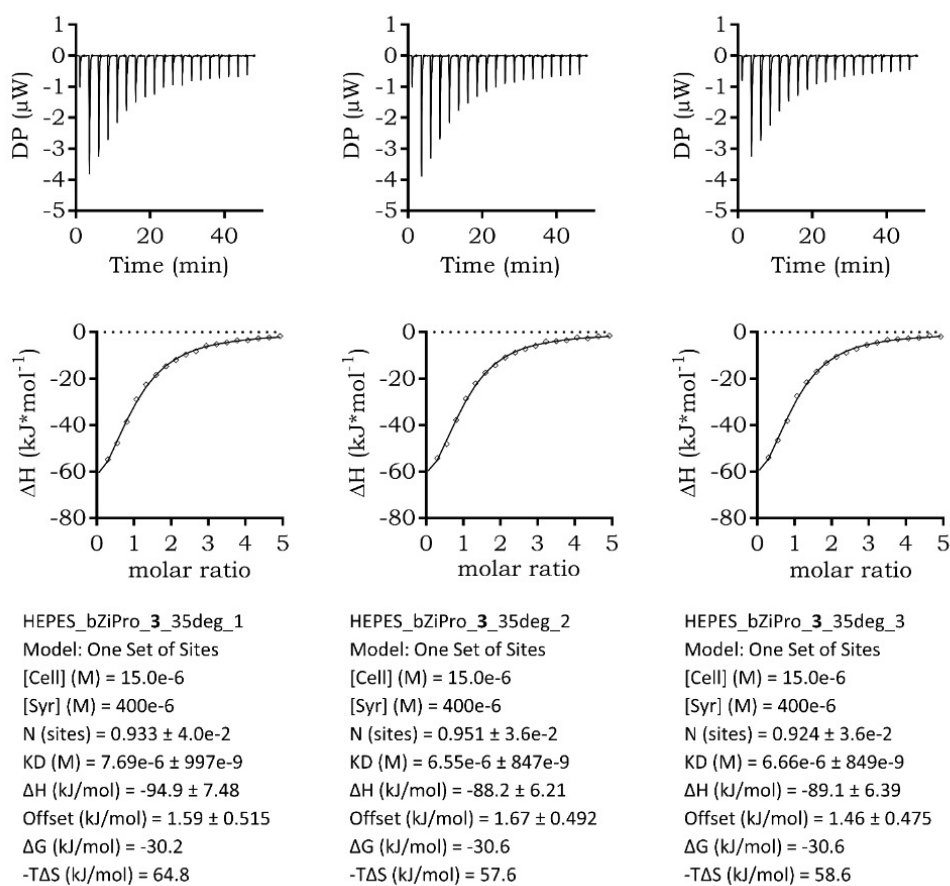 1
0
-1
-2
-3
-4
-5
DP (µW)
0 20 40
Time (min)
1
0
-1
-2
-3
-4
-5
DP (µW)
0 20 40
Time (min)
1
0
-1
-2
-3
-4
-5
DP (µW)
0 20 40
Time (min)
0
-20
-40
-60
-80
ΔH (kJ*mol⁻¹)
0 1 2 3 4 5
molar ratio
0
-20
-40
-60
-80
ΔH (kJ*mol⁻¹)
0 1 2 3 4 5
molar ratio
0
-20
-40
-60
-80
ΔH (kJ*mol⁻¹)
0 1 2 3 4 5
molar ratio
HEPES_bZiPro_3_35deg_1
Model: One Set of Sites
[Cell] (M) = 15.0e-6
[Syr] (M) = 400e-6
N (sites) = 0.933 ± 4.0e-2
KD (M) = 7.69e-6 ± 997e-9
ΔH (kJ/mol) = -94.9 ± 7.48
Offset (kJ/mol) = 1.59 ± 0.515
ΔG (kJ/mol) = -30.2
-TΔS (kJ/mol) = 64.8
HEPES_bZiPro_3_35deg_2
Model: One Set of Sites
[Cell] (M) = 15.0e-6
[Syr] (M) = 400e-6
N (sites) = 0.951 ± 3.6e-2
KD (M) = 6.55e-6 ± 847e-9
ΔH (kJ/mol) = -88.2 ± 6.21
Offset (kJ/mol) = 1.67 ± 0.492
ΔG (kJ/mol) = -30.6
-TΔS (kJ/mol) = 57.6
HEPES_bZiPro_3_35deg_3
Model: One Set of Sites
[Cell] (M) = 15.0e-6
[Syr] (M) = 400e-6
N (sites) = 0.924 ± 3.6e-2
KD (M) = 6.66e-6 ± 849e-9
ΔH (kJ/mol) = -89.1 ± 6.39
Offset (kJ/mol) = 1.46 ± 0.475
ΔG (kJ/mol) = -30.6
-TΔS (kJ/mol) = 58.6